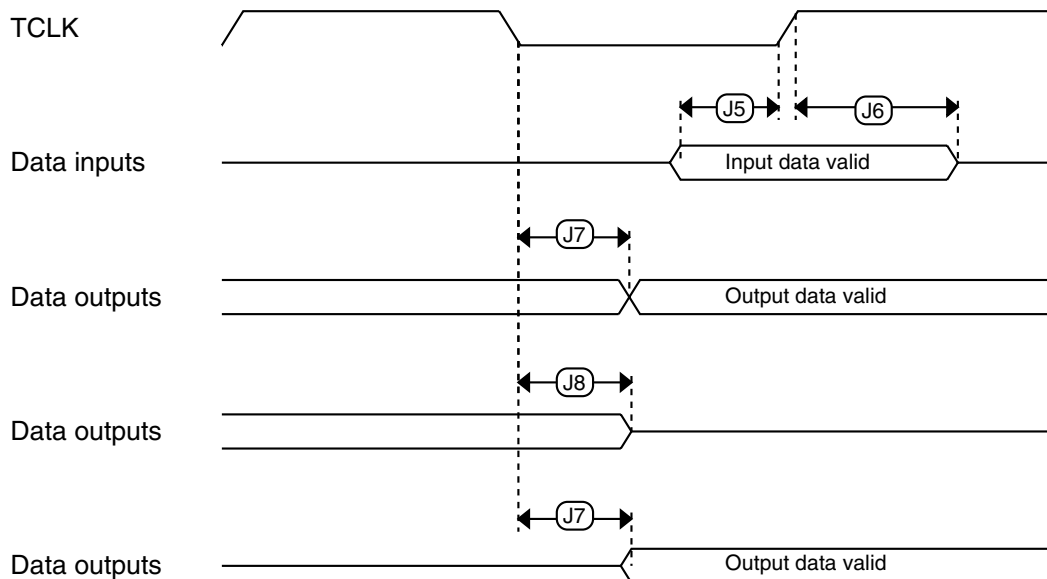 TCLK
J5
J6
Data inputs
Input data valid
J7
Data outputs
Output data valid
J8
Data outputs
J7
Data outputs
Output data valid